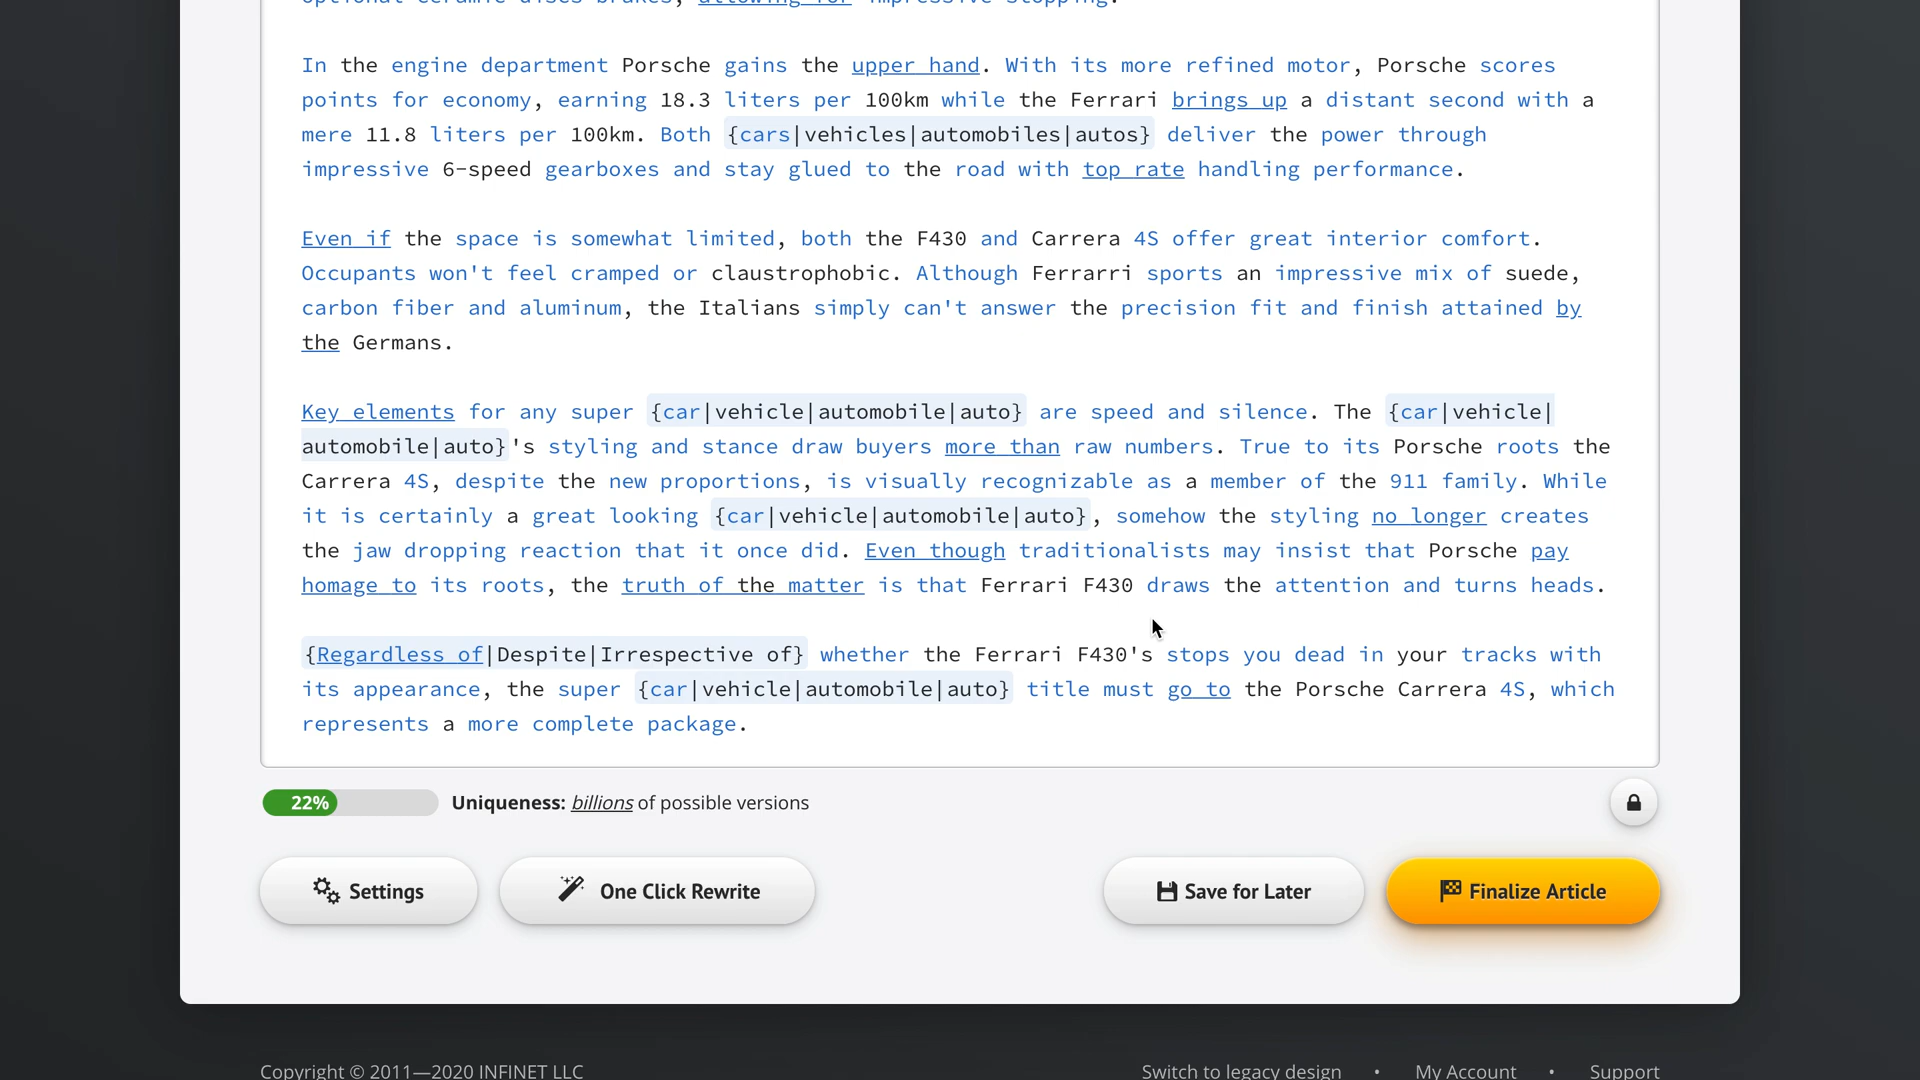 optional ceramic discs brakes, allowing for impressive stopping.
In the engine department Porsche gains the upper hand. With its more refined motor, Porsche scores
points for economy, earning 18.3 liters per 100km while the Ferrari brings up a distant second with a
mere 11.8 liters per 100km. Both {cars|vehicles|automobiles|autos} deliver the power through
impressive 6-speed gearboxes and stay glued to the road with top rate handling performance.
Even if the space is somewhat limited, both the F430 and Carrera 4S offer great interior comfort.
Occupants won't feel cramped or claustrophobic. Although Ferrarri sports an impressive mix of suede,
carbon fiber and aluminum, the Italians simply can't answer the precision fit and finish attained by
the Germans.
Key elements for any super {car|vehicle|automobile|auto} are speed and silence. The {car|vehicle|
automobile|auto}'s styling and stance draw buyers more than raw numbers. True to its Porsche roots the
Carrera 4S, despite the new proportions, is visually recognizable as a member of the 911 family. While
it is certainly a great looking {car|vehicle|automobile|auto}, somehow the styling no longer creates
the jaw dropping reaction that it once did. Even though traditionalists may insist that Porsche pay
homage to its roots, the truth of the matter is that Ferrari F430 draws the attention and turns heads.
{Regardless of|Despite|Irrespective of} whether the Ferrari F430's stops you dead in your tracks with
its appearance, the super {car|vehicle|automobile|auto} title must go to the Porsche Carrera 4S, which
represents a more complete package.
22% Uniqueness: billions of possible versions
Settings One Click Rewrite Save for Later Finalize Article
Copyright © 2011—2020 INFINET LLC Switch to legacy design • My Account • Support